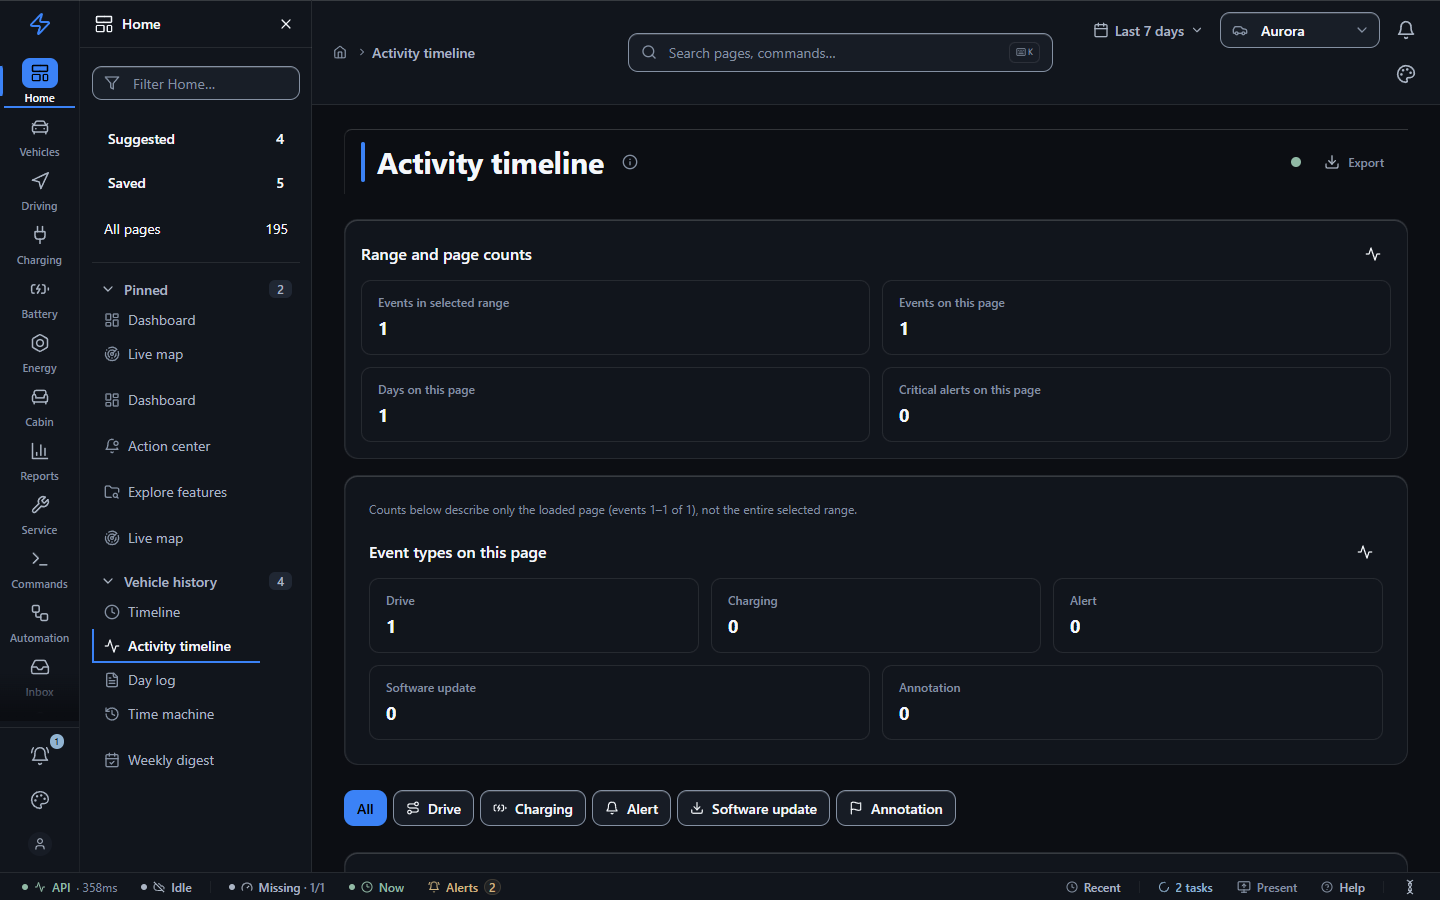 Home
Vehicles
Driving
Charging
Battery
Energy
Cabin
Reports
Service
Commands
Automation
Inbox
1
Home
Filter Home...
Suggested 4
Saved 5
All pages 195
Pinned 2
Dashboard
Live map
Dashboard
Action center
Explore features
Live map
Vehicle history 4
Timeline
Activity timeline
Day log
Time machine
Weekly digest
Activity timeline
Search pages, commands... K
Last 7 days
Aurora
Activity timeline
Export
Range and page counts
Events in selected range
1
Events on this page
1
Days on this page
1
Critical alerts on this page
0
Counts below describe only the loaded page (events 1–1 of 1), not the entire selected range.
Event types on this page
Drive
1
Charging
0
Alert
0
Software update
0
Annotation
0
All Drive Charging Alert Software update Annotation
API · 358ms Idle Missing · 1/1 Now Alerts 2 Recent 2 tasks Present Help